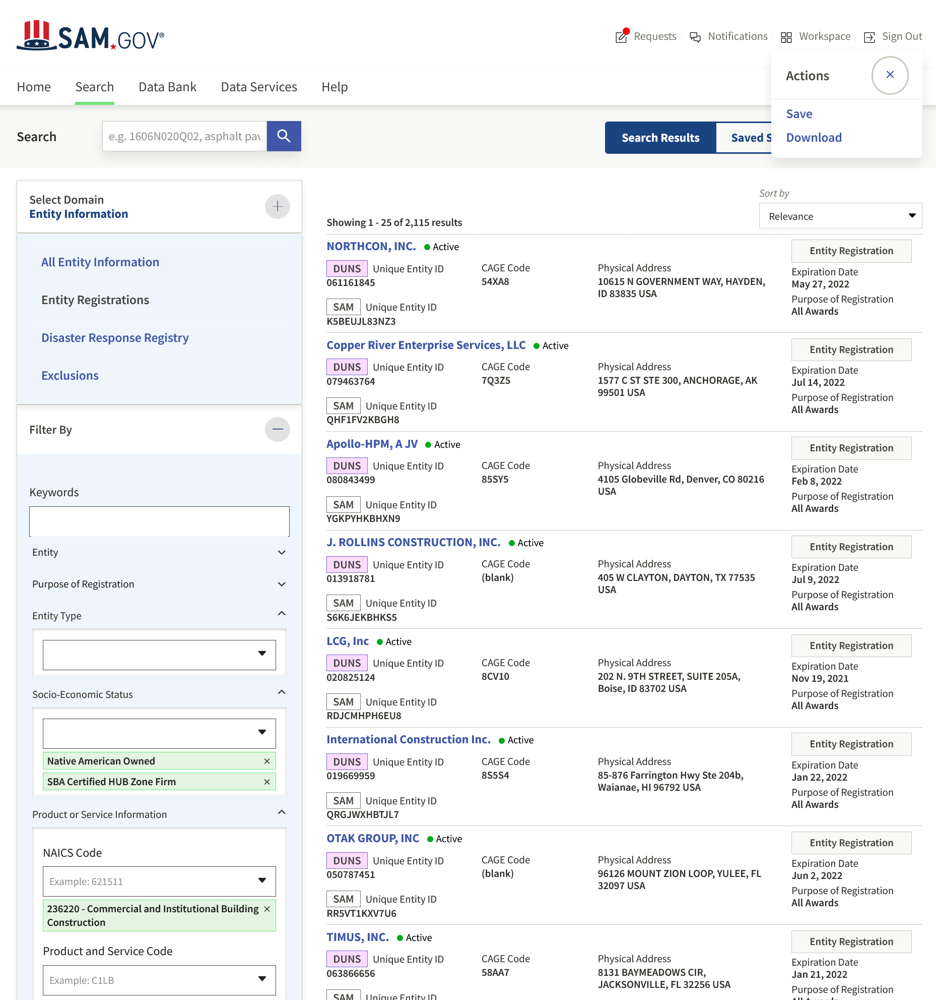 SAM.GOV®
Requests
Notifications
Workspace
Sign Out
Home
Search
Data Bank
Data Services
Help
Actions
Save
Download
Search
e.g. 1606N020Q02, asphalt pav
Search Results
Saved S
Select Domain
Entity Information
All Entity Information
Entity Registrations
Disaster Response Registry
Exclusions
Filter By
Keywords
Entity
Purpose of Registration
Entity Type
Socio-Economic Status
Native American Owned
SBA Certified HUB Zone Firm
Product or Service Information
NAICS Code
Example: 621511
236220 - Commercial and Institutional Building
Construction
Product and Service Code
Example: C1LB
Sort by
Relevance
Showing 1 - 25 of 2,115 results
NORTHCON, INC. Active
DUNS Unique Entity ID
061161845
SAM Unique Entity ID
K5BEUJL83NZ3
CAGE Code
54XA8
Physical Address
10615 N GOVERNMENT WAY, HAYDEN,
ID 83835 USA
Entity Registration
Expiration Date
May 27, 2022
Purpose of Registration
All Awards
Copper River Enterprise Services, LLC Active
DUNS Unique Entity ID
079463764
SAM Unique Entity ID
QHF1FV2KBGH8
CAGE Code
7Q3Z5
Physical Address
1577 C ST STE 300, ANCHORAGE, AK
99501 USA
Entity Registration
Expiration Date
Jul 14, 2022
Purpose of Registration
All Awards
Apollo-HPM, A JV Active
DUNS Unique Entity ID
080843499
SAM Unique Entity ID
YGKPYHKBHXN9
CAGE Code
85SY5
Physical Address
4105 Globeville Rd, Denver, CO 80216
USA
Entity Registration
Expiration Date
Feb 8, 2022
Purpose of Registration
All Awards
J. ROLLINS CONSTRUCTION, INC. Active
DUNS Unique Entity ID
013918781
SAM Unique Entity ID
S6K6JEKBHKS5
CAGE Code
(blank)
Physical Address
405 W CLAYTON, DAYTON, TX 77535
USA
Entity Registration
Expiration Date
Jul 9, 2022
Purpose of Registration
All Awards
LCG, Inc Active
DUNS Unique Entity ID
020825124
SAM Unique Entity ID
RDJCMHPH6EU8
CAGE Code
8CV10
Physical Address
202 N. 9TH STREET, SUITE 205A,
Boise, ID 83702 USA
Entity Registration
Expiration Date
Nov 19, 2021
Purpose of Registration
All Awards
International Construction Inc. Active
DUNS Unique Entity ID
019669959
SAM Unique Entity ID
QRGJWXHBTJL7
CAGE Code
8S5S4
Physical Address
85-876 Farrington Hwy Ste 204b,
Waianae, HI 96792 USA
Entity Registration
Expiration Date
Jan 22, 2022
Purpose of Registration
All Awards
OTAK GROUP, INC Active
DUNS Unique Entity ID
050787451
SAM Unique Entity ID
RR5VT1KXV7U6
CAGE Code
(blank)
Physical Address
96126 MOUNT ZION LOOP, YULEE, FL
32097 USA
Entity Registration
Expiration Date
Jun 2, 2022
Purpose of Registration
All Awards
TIMUS, INC. Active
DUNS Unique Entity ID
063866656
SAM Unique Entity ID
CAGE Code
58AA7
Physical Address
8131 BAYMEADOWS CIR,
JACKSONVILLE, FL 32256 USA
Entity Registration
Expiration Date
Jan 21, 2022
Purpose of Registration
All Awards